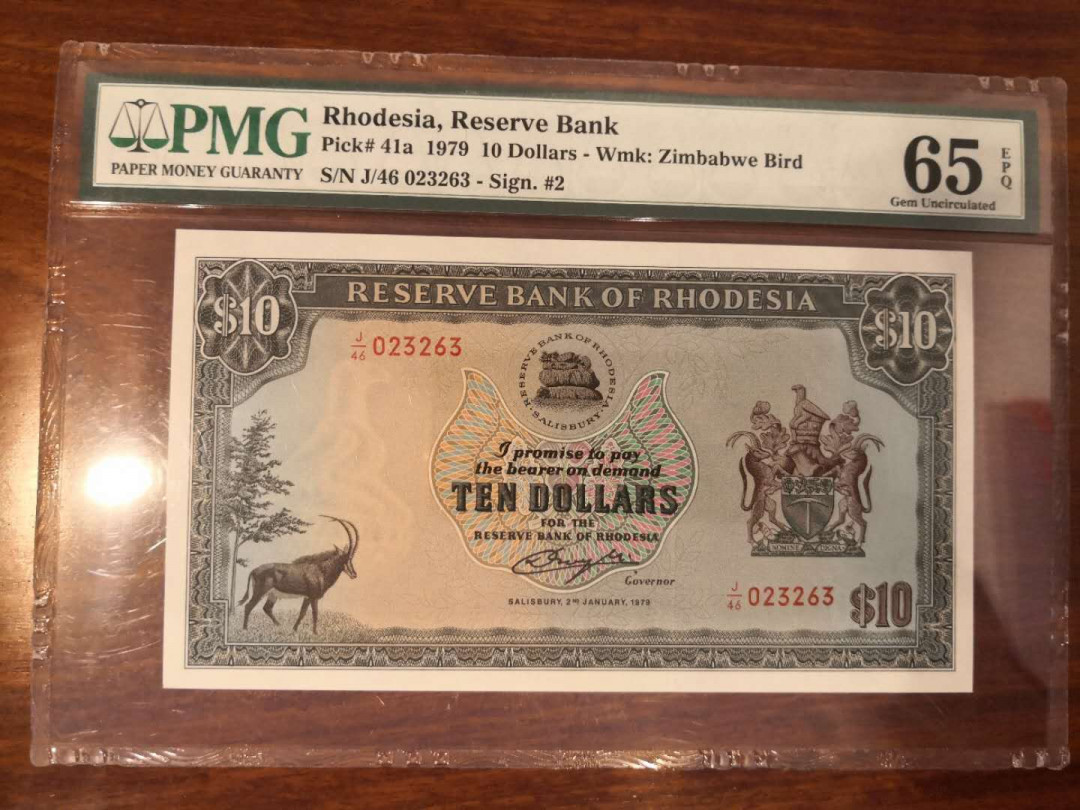 PMG
PAPER MONEY GUARANTY
Rhodesia, Reserve Bank
Pick# 41a 1979 10 Dollars - Wmk: Zimbabwe Bird
S/N J/46 023263 - Sign. #2
65
EPQ
Gem Uncirculated
RESERVE BANK OF RHODESIA
$10
$10
J/46 023263
RESERVE BANK OF RHODESIA
SALISBURY
I promise to pay
the bearer on demand
TEN DOLLARS
FOR THE
RESERVE BANK OF RHODESIA
Governor
SALISBURY, 2ND JANUARY, 1979
J/46 023263
$10